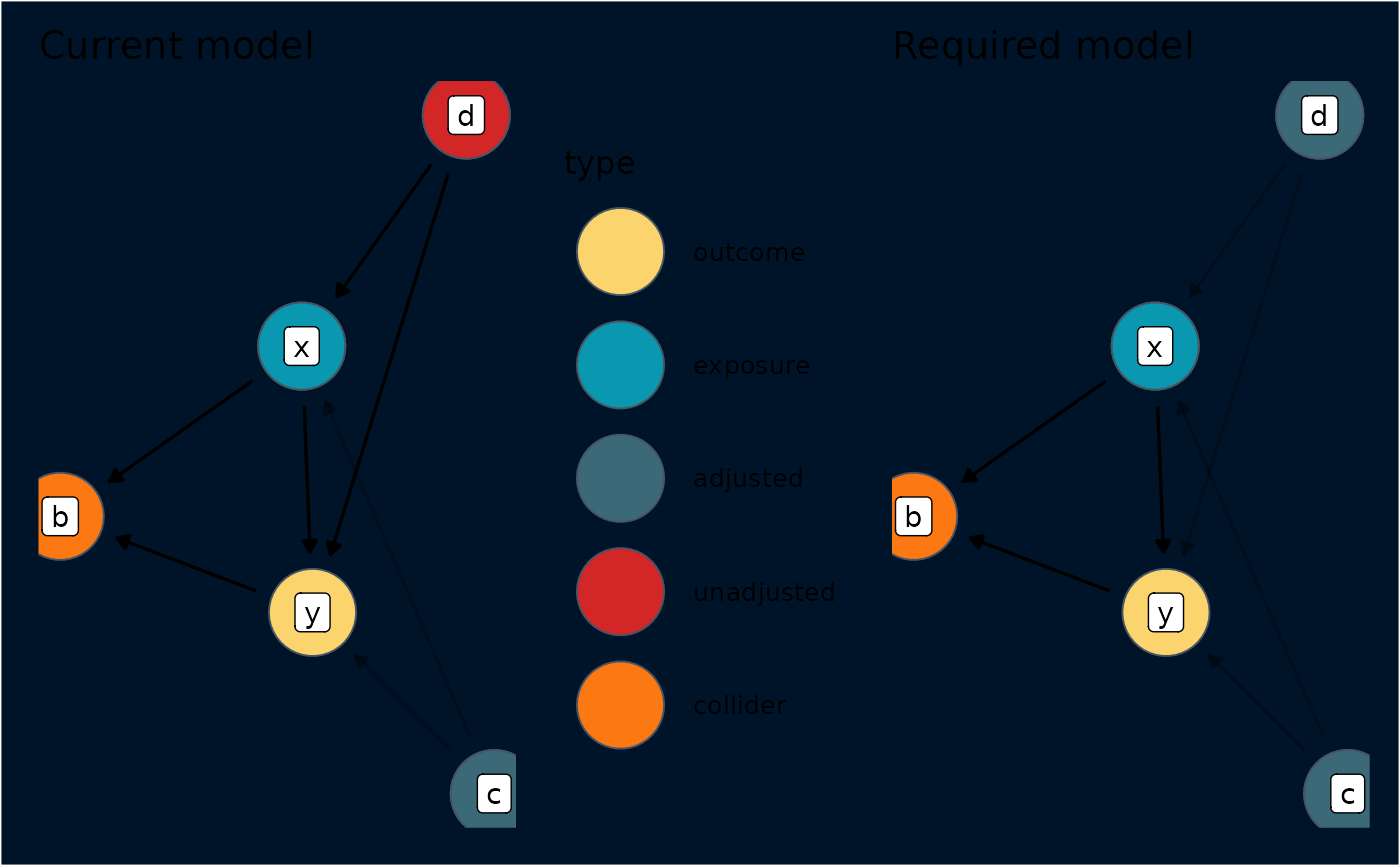 Current model
d
x
b
y
c
type
outcome
exposure
adjusted
unadjusted
collider
Required model
d
x
b
y
c